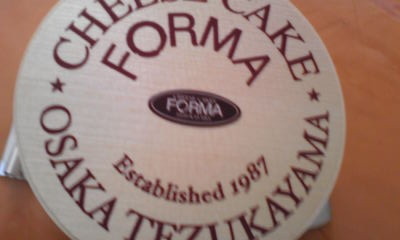 CHEESE CAKE
FORMA
FORMA
Established 1987
OSAKA TEZUKAYAMA